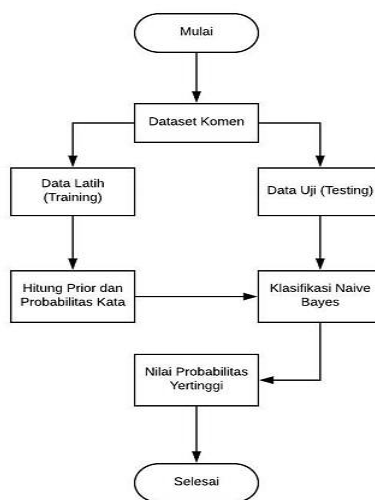 Mulai
Dataset Komen
Data Latih
(Training)
Data Uji (Testing)
Hitung Prior dan
Probabilitas Kata
Klasifikasi Naive
Bayes
Nilai Probabilitas
Yertinggi
Selesai